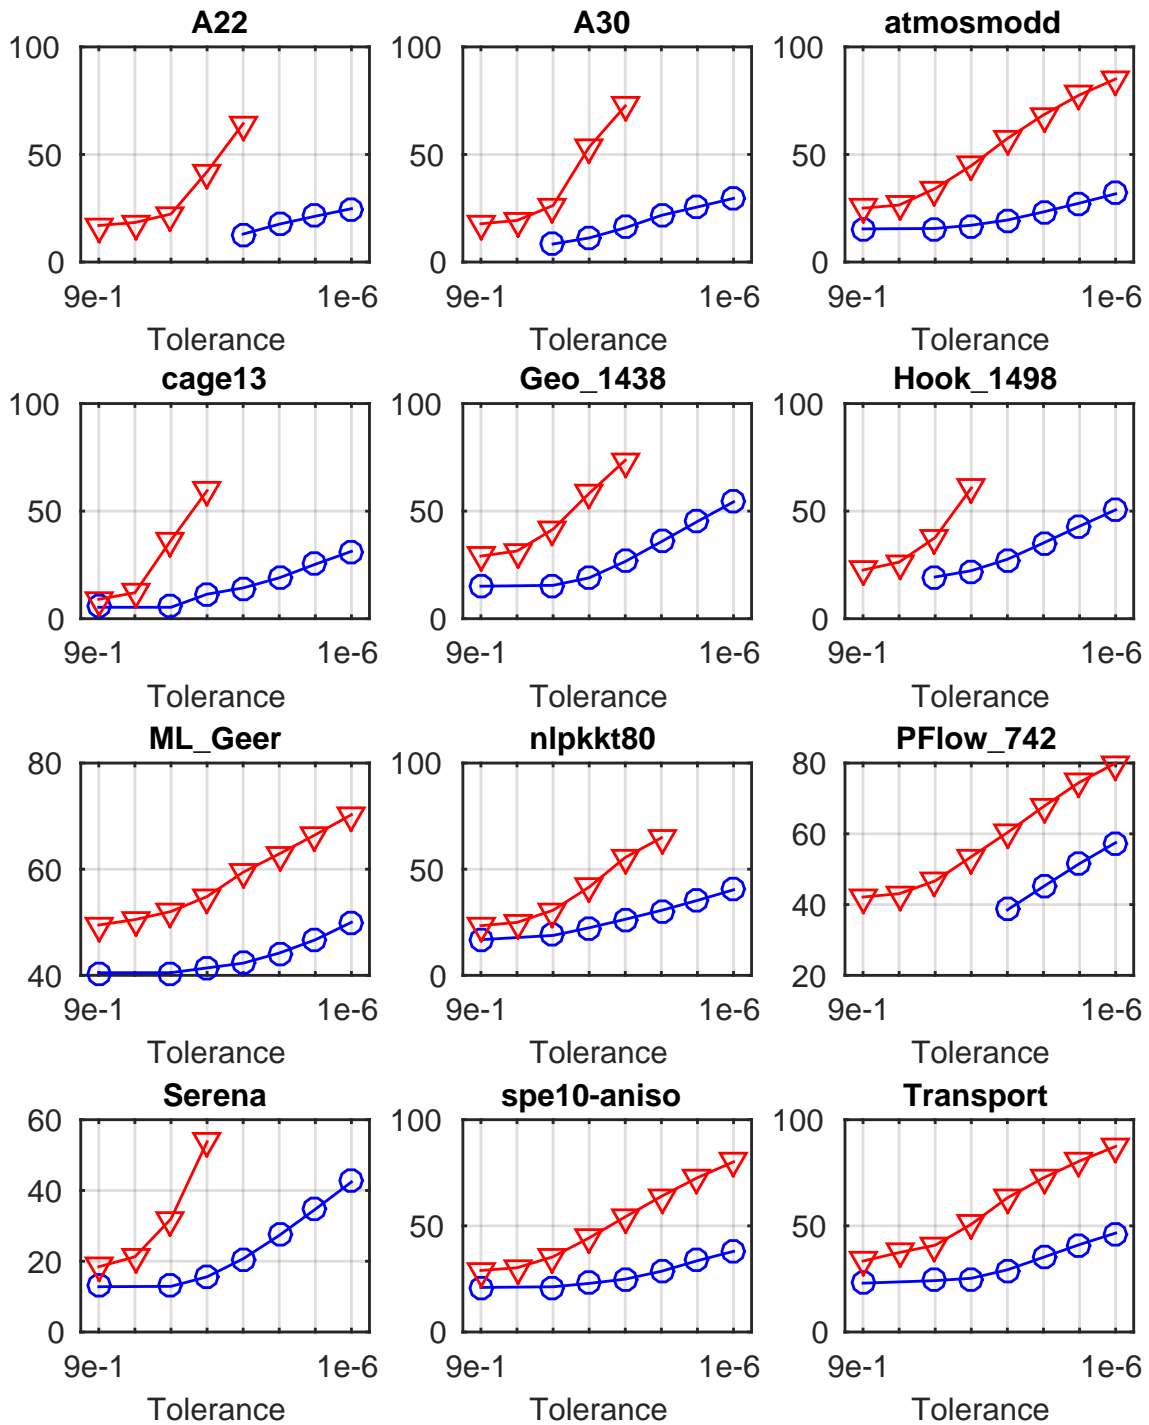 A22
100
50
0
9e-1
1e-6
Tolerance
A30
100
50
0
9e-1
1e-6
Tolerance
atmosmodd
100
50
0
9e-1
1e-6
Tolerance
cage13
100
50
0
9e-1
1e-6
Tolerance
Geo_1438
100
50
0
9e-1
1e-6
Tolerance
Hook_1498
100
50
0
9e-1
1e-6
Tolerance
ML_Geer
80
60
40
9e-1
1e-6
Tolerance
nlpkkt80
100
50
0
9e-1
1e-6
Tolerance
PFlow_742
80
60
40
20
9e-1
1e-6
Tolerance
Serena
60
40
20
0
9e-1
1e-6
Tolerance
spe10-aniso
100
50
0
9e-1
1e-6
Tolerance
Transport
100
50
0
9e-1
1e-6
Tolerance